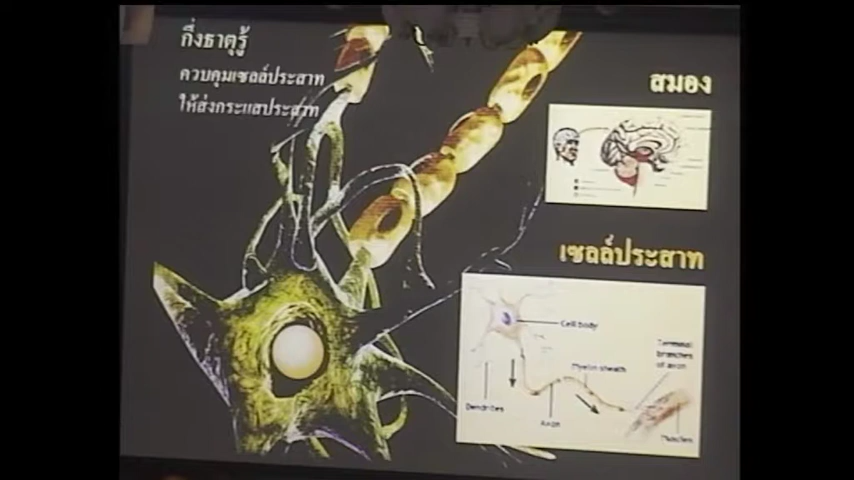 กึ่งธาตุรู้
ควบคุมเซลล์ประสาท
ให้ส่งกระแสประสาท
สมอง
เซลล์ประสาท
Cell body
Terminal
branches
of axon
Myelin sheath
Dendrites
Axon
Muscles